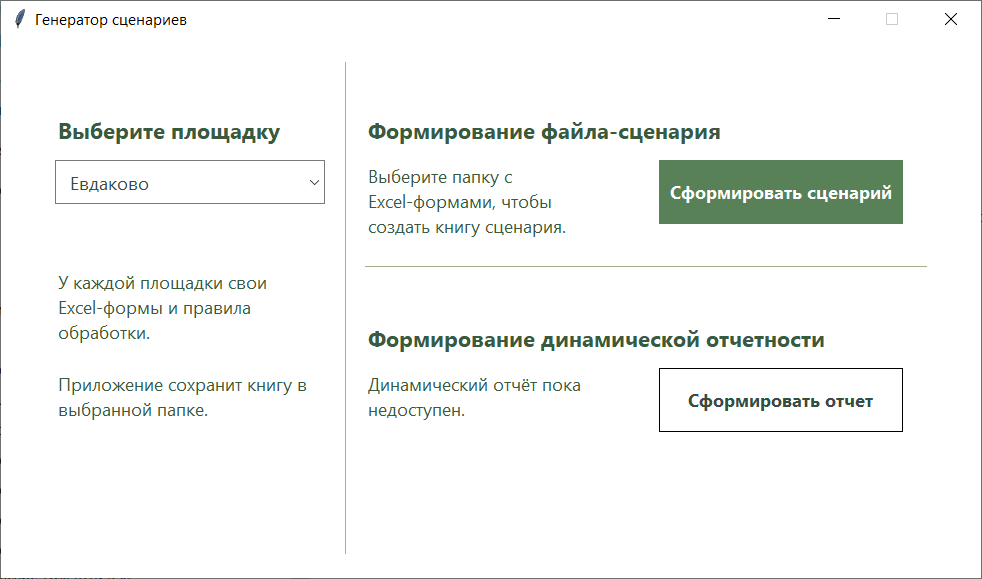 Генератор сценариев
Выберите площадку
Евдаково
У каждой площадки свои
Excel-формы и правила
обработки.
Приложение сохранит книгу в
выбранной папке.
Формирование файла-сценария
Выберите папку с
Excel-формами, чтобы
создать книгу сценария.
Сформировать сценарий
Формирование динамической отчетности
Динамический отчёт пока
недоступен.
Сформировать отчет